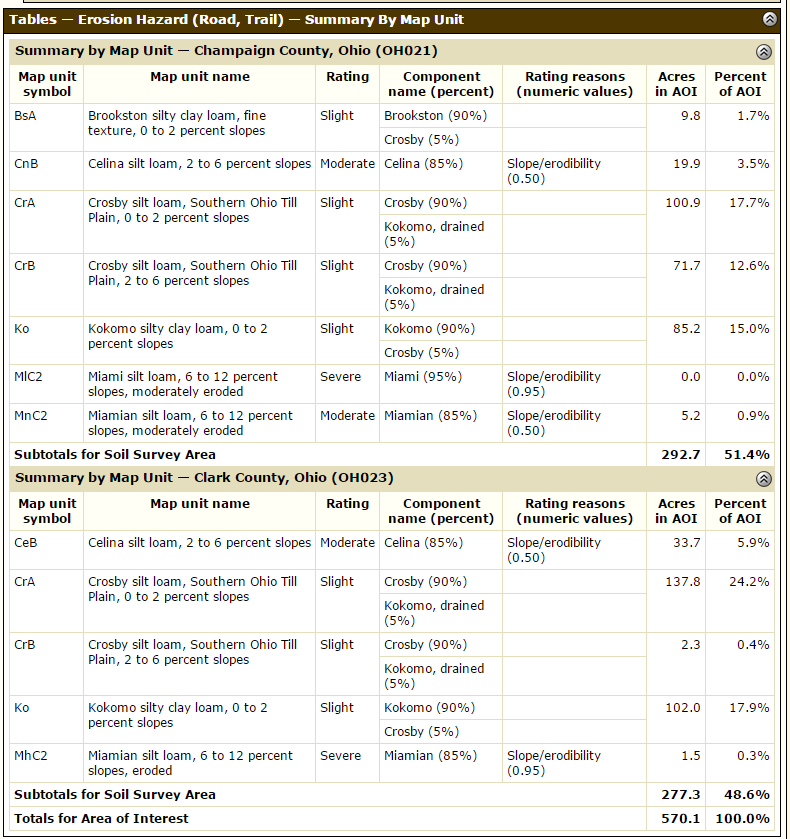 Tables — Erosion Hazard (Road, Trail) — Summary By Map Unit
Summary by Map Unit — Champaign County, Ohio (OH021)
Map unit symbol Map unit name Rating Component name (percent) Rating reasons (numeric values) Acres in AOI Percent of AOI
BsA Brookston silty clay loam, fine texture, 0 to 2 percent slopes Slight Brookston (90%) 9.8 1.7%
Crosby (5%)
CnB Celina silt loam, 2 to 6 percent slopes Moderate Celina (85%) Slope/erodibility (0.50) 19.9 3.5%
CrA Crosby silt loam, Southern Ohio Till Plain, 0 to 2 percent slopes Slight Crosby (90%) 100.9 17.7%
Kokomo, drained (5%)
CrB Crosby silt loam, Southern Ohio Till Plain, 2 to 6 percent slopes Slight Crosby (90%) 71.7 12.6%
Kokomo, drained (5%)
Ko Kokomo silty clay loam, 0 to 2 percent slopes Slight Kokomo (90%) 85.2 15.0%
Crosby (5%)
MlC2 Miami silt loam, 6 to 12 percent slopes, moderately eroded Severe Miami (95%) Slope/erodibility (0.95) 0.0 0.0%
MnC2 Miamian silt loam, 6 to 12 percent slopes, moderately eroded Moderate Miamian (85%) Slope/erodibility (0.50) 5.2 0.9%
Subtotals for Soil Survey Area 292.7 51.4%
Summary by Map Unit — Clark County, Ohio (OH023)
Map unit symbol Map unit name Rating Component name (percent) Rating reasons (numeric values) Acres in AOI Percent of AOI
CeB Celina silt loam, 2 to 6 percent slopes Moderate Celina (85%) Slope/erodibility (0.50) 33.7 5.9%
CrA Crosby silt loam, Southern Ohio Till Plain, 0 to 2 percent slopes Slight Crosby (90%) 137.8 24.2%
Kokomo, drained (5%)
CrB Crosby silt loam, Southern Ohio Till Plain, 2 to 6 percent slopes Slight Crosby (90%) 2.3 0.4%
Kokomo, drained (5%)
Ko Kokomo silty clay loam, 0 to 2 percent slopes Slight Kokomo (90%) 102.0 17.9%
Crosby (5%)
MhC2 Miamian silt loam, 6 to 12 percent slopes, eroded Severe Miamian (85%) Slope/erodibility (0.95) 1.5 0.3%
Subtotals for Soil Survey Area 277.3 48.6%
Totals for Area of Interest 570.1 100.0%